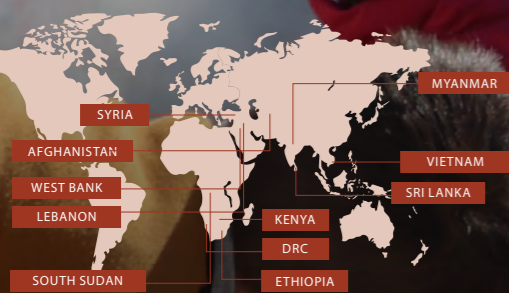 MYANMAR
SYRIA
AFGHANISTAN
VIETNAM
WEST BANK
SRI LANKA
LEBANON
KENYA
DRC
SOUTH SUDAN
ETHIOPIA